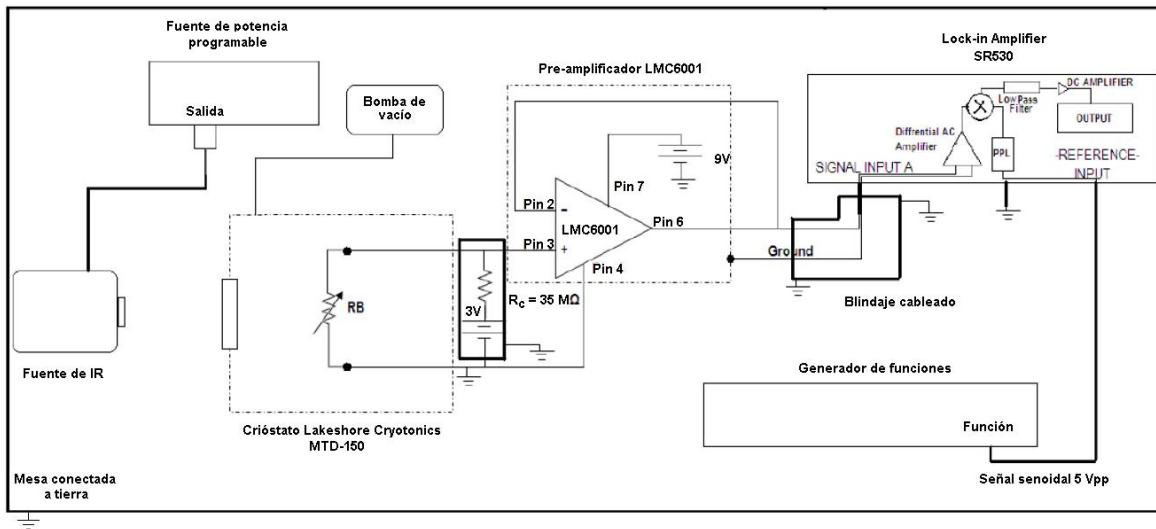 Fuente de potencia
programable
Salida
Bomba de
vacío
Pre-amplificador LMC6001
9V
Pin 7
Pin 2
-
LMC6001
Pin 6
Pin 3
+
Pin 4
Lock-in Amplifier
SR530
DC AMPLIFIER
Low Pass
Filter
OUTPUT
Diffrential AC
Amplifier
PPL
SIGNAL INPUT A
-REFERENCE-
INPUT
Ground
Blindaje cableado
RB
3V
Rc = 35 MΩ
Fuente de IR
Crióstato Lakeshore Cryotonics
MTD-150
Generador de funciones
Función
Señal senoidal 5 Vpp
Mesa conectada
a tierra